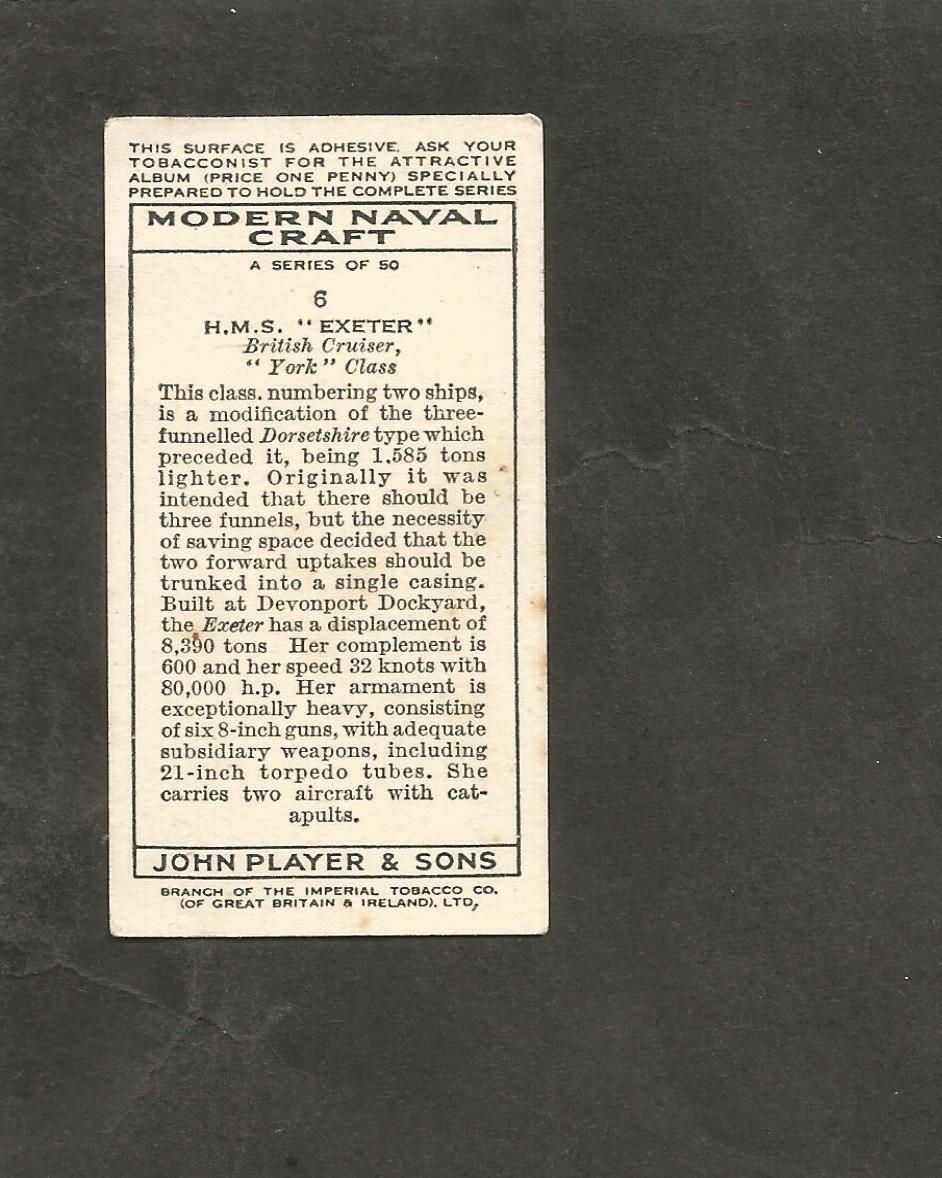 THIS SURFACE IS ADHESIVE. ASK YOUR
TOBACCONIST FOR THE ATTRACTIVE
ALBUM (PRICE ONE PENNY) SPECIALLY
PREPARED TO HOLD THE COMPLETE SERIES
MODERN NAVAL
CRAFT
A SERIES OF 50
6
H.M.S. "EXETER"
British Cruiser,
"York" Class
This class. numbering two ships,
is a modification of the three-
funnelled Dorsetshire type which
preceded it, being 1.585 tons
lighter. Originally it was
intended that there should be
three funnels, but the necessity
of saving space decided that the
two forward uptakes should be
trunked into a single casing.
Built at Devonport Dockyard,
the Exeter has a displacement of
8,390 tons Her complement is
600 and her speed 32 knots with
80,000 h.p. Her armament is
exceptionally heavy, consisting
of six 8-inch guns, with adequate
subsidiary weapons, including
21-inch torpedo tubes. She
carries two aircraft with cat-
apults.
JOHN PLAYER & SONS
BRANCH OF THE IMPERIAL TOBACCO CO.
(OF GREAT BRITAIN & IRELAND), LTD,